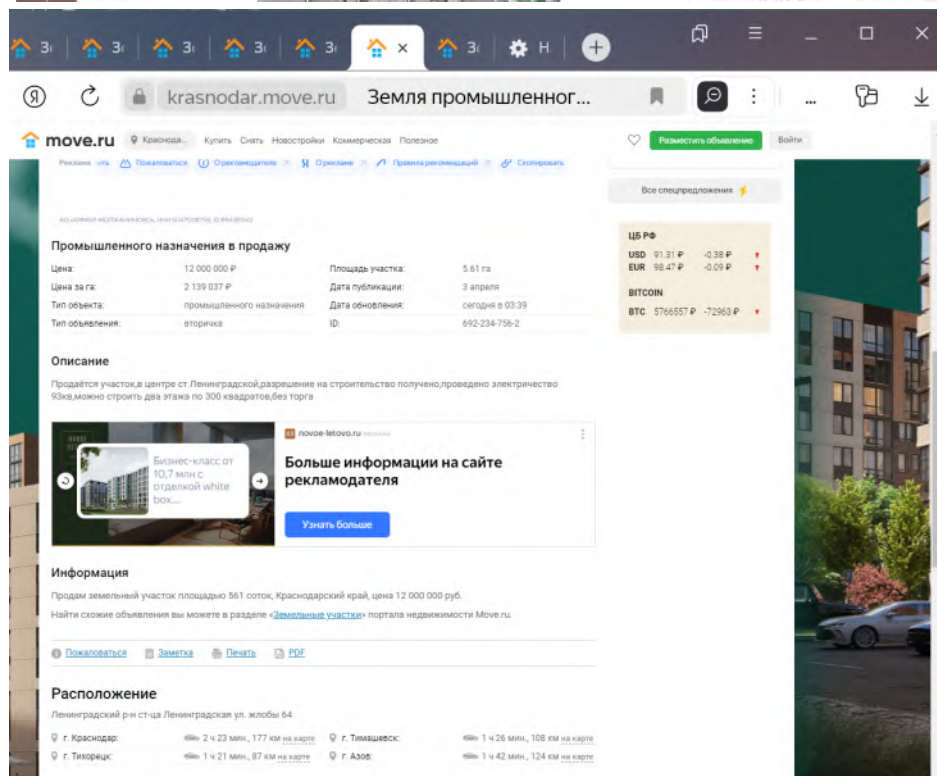 Зе
Зе
Зе
Зе
Зе
Зе
Н
krasnodar.move.ru Земля промышленног...
move.ru Краснода... Купить Снять Новостройки Коммерческая Полезное Разместить объявление Войти
Реклама Пожаловаться О рекламодателе О рекламе Правила рекомендаций Скопировать
Все спецпредложения
Промышленного назначения в продажу
Цена: 12 000 000 ₽ Площадь участка: 5.61 га
Цена за га: 2 139 037 ₽ Дата публикации: 3 апреля
Тип объекта: промышленного назначения Дата обновления: сегодня в 03:39
Тип объявления: вторичка ID: 692-234-756-2
ЦБ РФ
USD 91.31 ₽ -0.38 ₽
EUR 98.47 ₽ -0.09 ₽
BITCOIN
BTC 5766557 ₽ -72963 ₽
Описание
Продаётся участок,в центре ст Ленинградской,разрешение на строительство получено,проведено электричество
93кв,можно строить два этажа по 300 квадратов,без торга
Бизнес-класс от
10,7 млн с
отделкой white
box...
novoe-letovo.ru
Больше информации на сайте
рекламодателя
Узнать больше
Информация
Продам земельный участок площадью 561 соток, Краснодарский край, цена 12 000 000 руб.
Найти схожие объявления вы можете в разделе «Земельные участки» портала недвижимости Move.ru.
Пожаловаться Заметка Печать PDF
Расположение
Ленинградский р-н ст-ца Ленинградская ул. жлобы 64
г. Краснодар: 2 ч 23 мин., 177 км на карте г. Тимашевск: 1 ч 26 мин., 108 км на карте
г. Тихорецк: 1 ч 21 мин., 87 км на карте г. Азов: 1 ч 42 мин., 124 км на карте